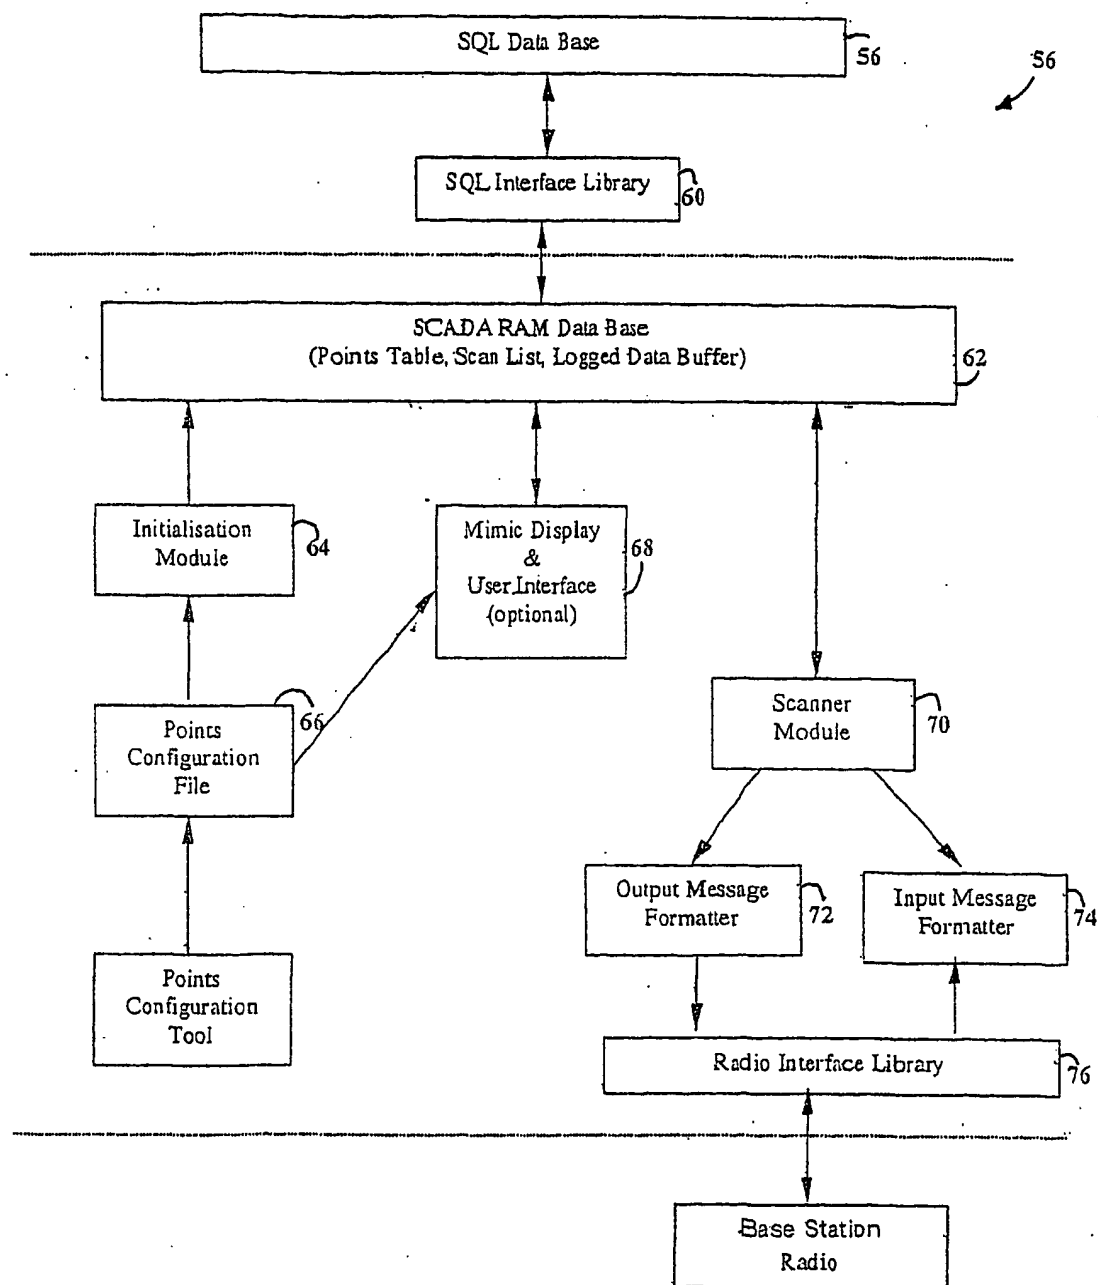 SQL Data Base
56
56
SQL Interface Library
60
SCADA RAM Data Base
(Points Table, Scan List, Logged Data Buffer)
62
Initialisation
Module
64
Mimic Display
&
User Interface
(optional)
68
Points
Configuration
File
66
Scanner
Module
70
Output Message
Formatter
72
Input Message
Formatter
74
Points
Configuration
Tool
Radio Interface Library
76
Base Station
Radio